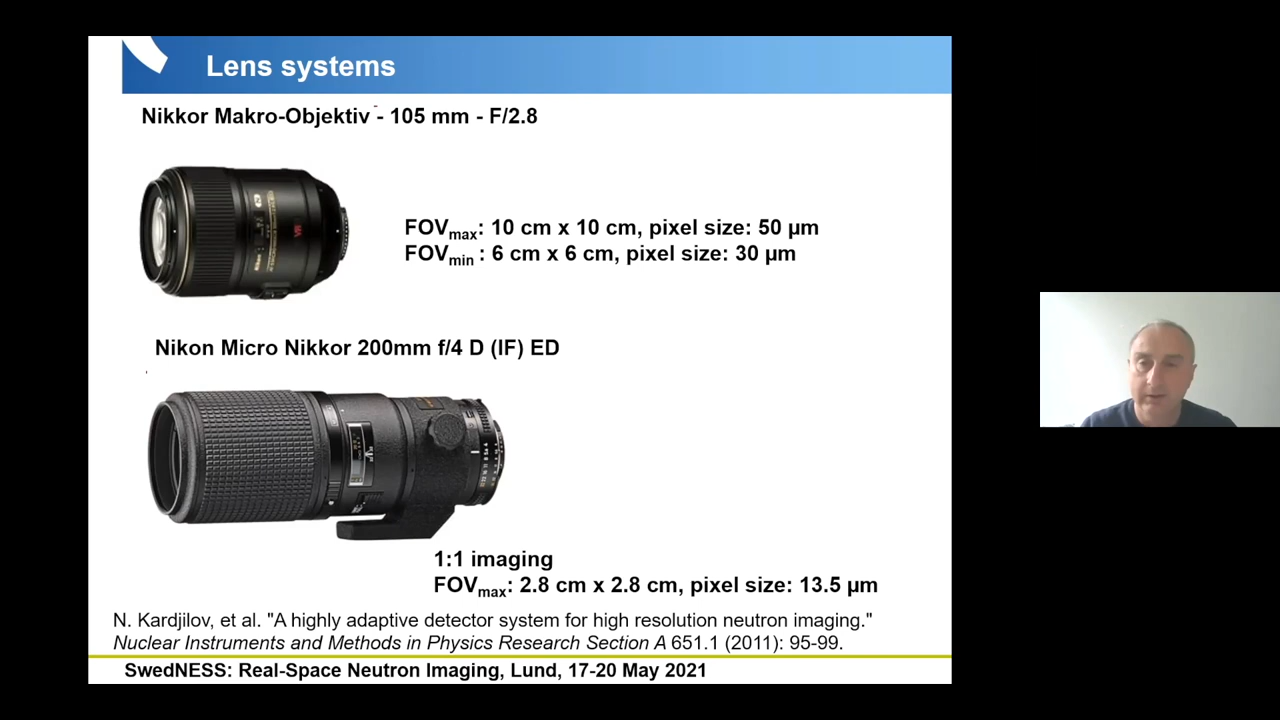 Lens systems
Nikkor Makro-Objektiv - 105 mm - F/2.8
FOVmax: 10 cm x 10 cm, pixel size: 50 µm
FOVmin : 6 cm x 6 cm, pixel size: 30 µm
Nikon Micro Nikkor 200mm f/4 D (IF) ED
1:1 imaging
FOVmax: 2.8 cm x 2.8 cm, pixel size: 13.5 µm
N. Kardjilov, et al. "A highly adaptive detector system for high resolution neutron imaging."
Nuclear Instruments and Methods in Physics Research Section A 651.1 (2011): 95-99.
SwedNESS: Real-Space Neutron Imaging, Lund, 17-20 May 2021